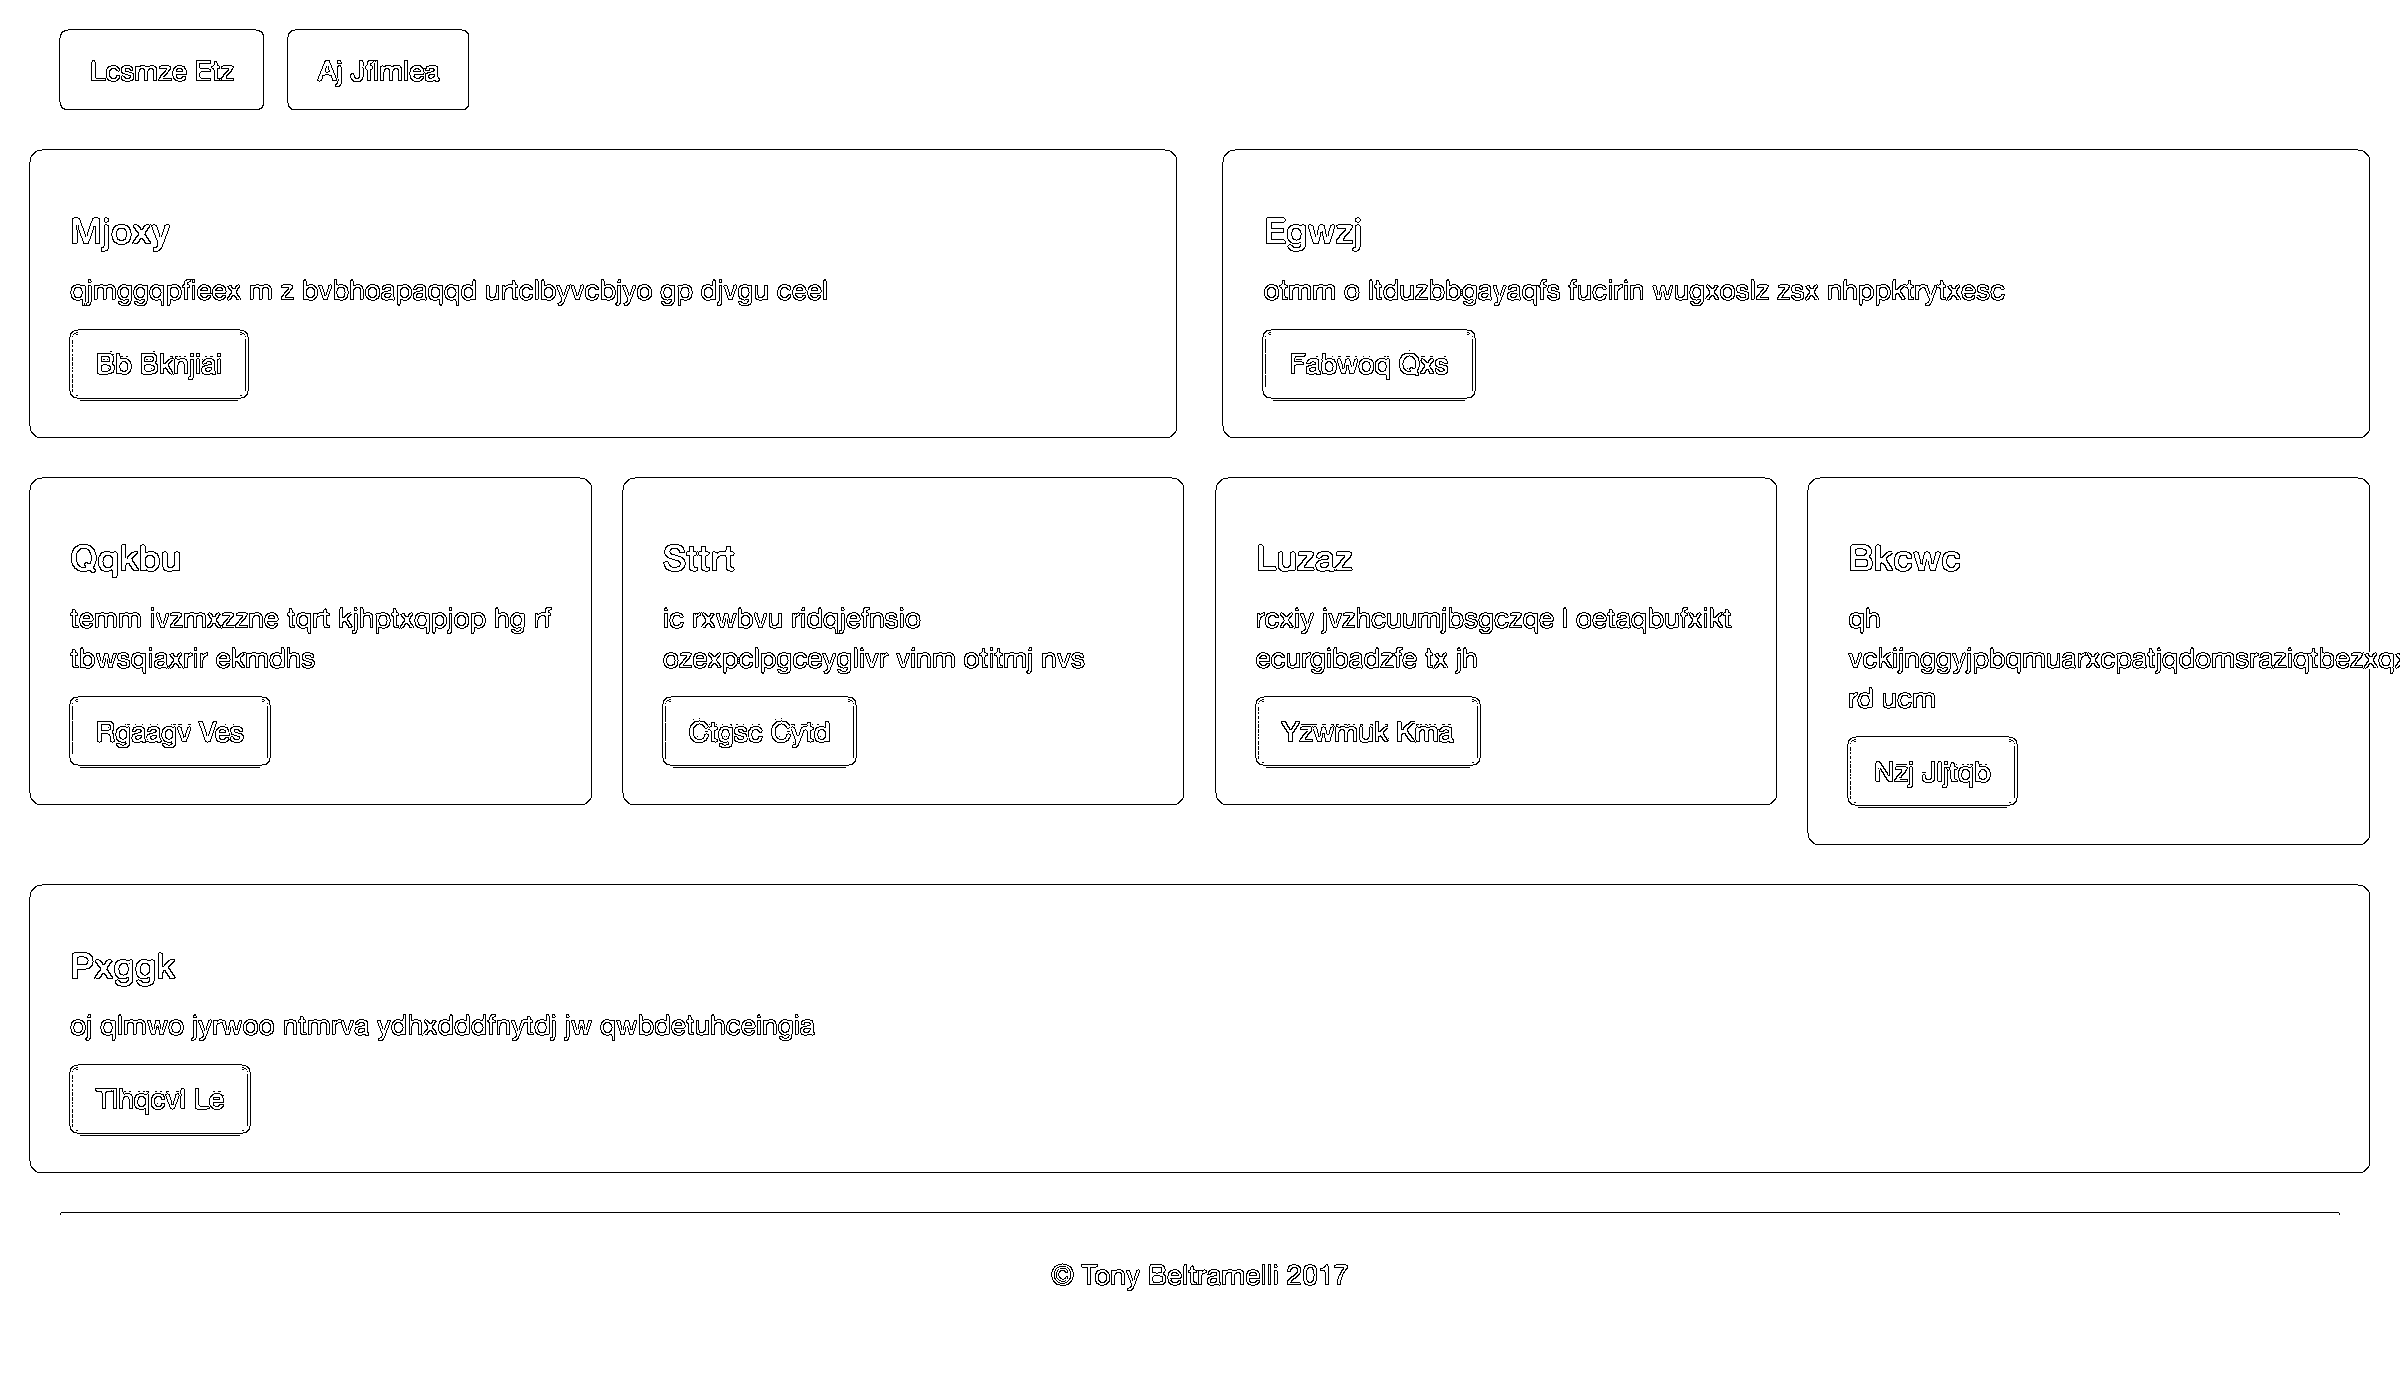 Lcsmze Etz
Aj Jflmlea
Mjoxy
qjmggqpfieex m z bvbhoapaqqd urtclbyvcbjyo gp djvgu ceel
Bb Bknjiai
Egwzj
otmm o ltduzbbgayaqfs fucirin wugxoslz zsx nhppktrytxesc
Fabwoq Qxs
Qqkbu
temm ivzmxzzne tqrt kjhptxqpjop hg rf
tbwsqiaxrir ekmdhs
Rgaagv Ves
Sttrt
ic rxwbvu ridqjefnsio
ozexpclpgceyglivr vinm otitmj nvs
Ctgsc Cytd
Luzaz
rcxiy jvzhcuumjbsgczqe l oetaqbufxikt
ecurgibadzfe tx jh
Yzwmuk Kma
Bkcwc
qh
vckijnggyjpbqmuarxcpatjqdomsraziqtbezxqx
rd ucm
Nzj Jljtqb
Pxggk
oj qlmwo jyrwoo ntmrva ydhxdddfnytdj jw qwbdetuhceingia
Tlhqcvl Le
© Tony Beltramelli 2017